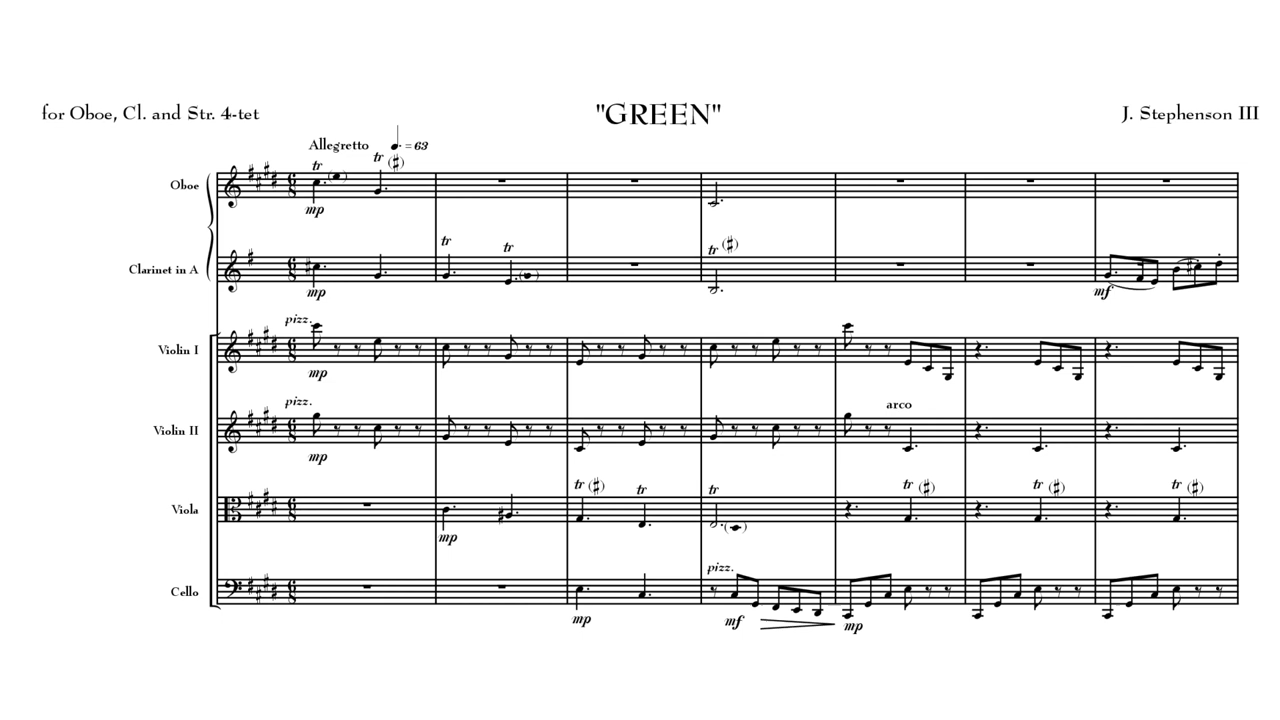 for Oboe, Cl. and Str. 4-tet
"GREEN"
J. Stephenson III
Allegretto ♩. = 63
tr
tr (♯)
Oboe
mp
tr
tr
tr (♯)
Clarinet in A
mp
mf
pizz.
Violin I
mp
pizz.
arco
Violin II
mp
tr (♯)
tr
tr
tr (♯)
tr (♯)
tr (♯)
Viola
mp
pizz.
Cello
mp
mf
mp